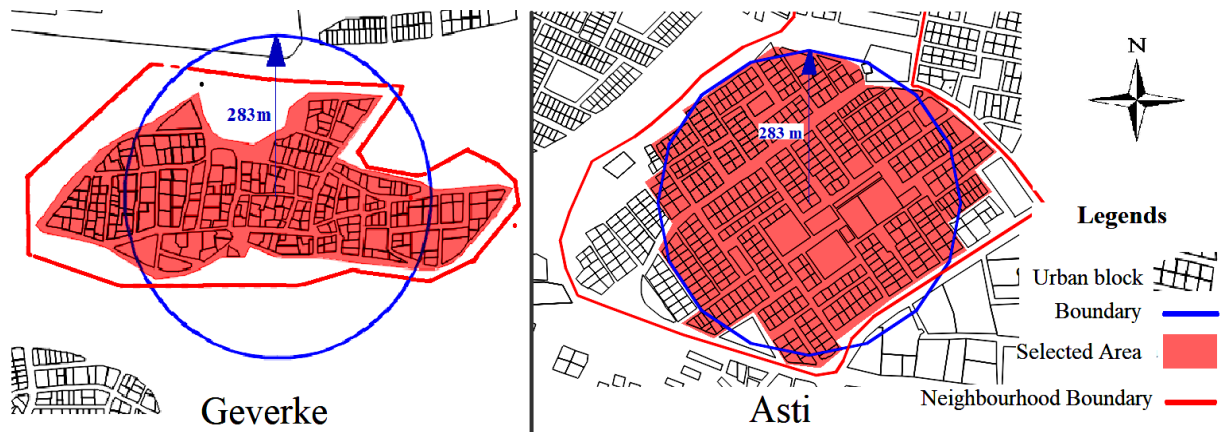 283m
Geverke
283 m
Asti
N
Legends
Urban block
Boundary
Selected Area
Neighbourhood Boundary